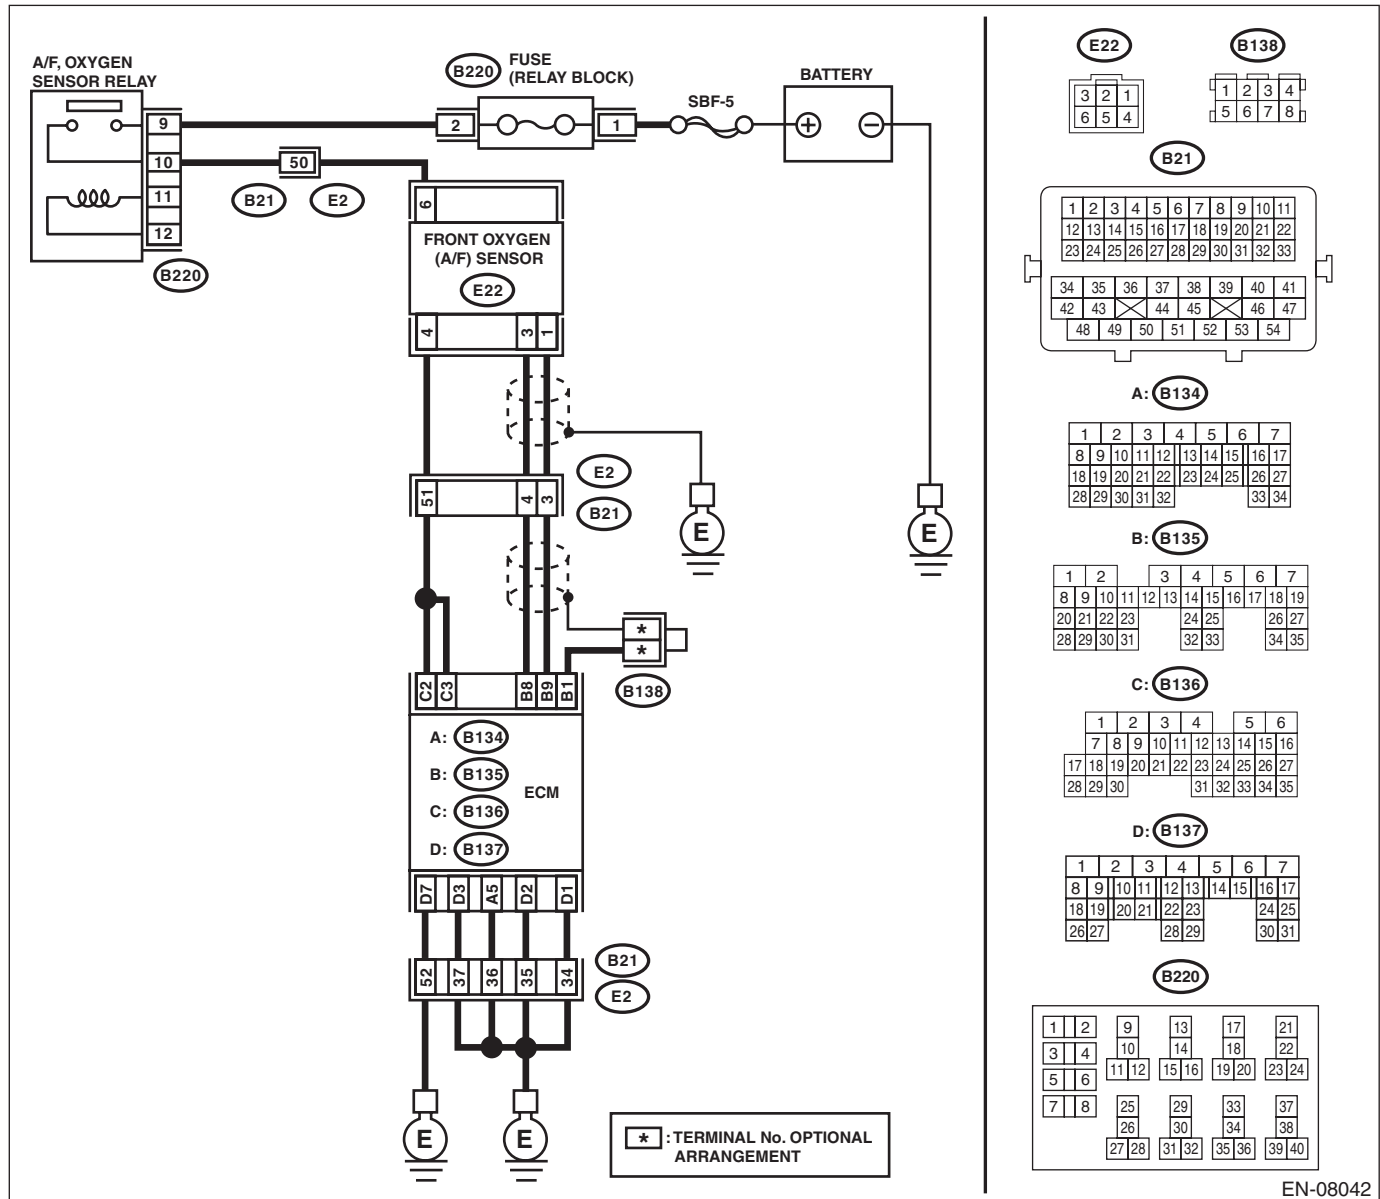 A/F, OXYGEN
SENSOR RELAY
9
10
11
12
B220
B220
FUSE
(RELAY BLOCK)
2
1
SBF-5
BATTERY
+
−
50
B21
E2
6
FRONT OXYGEN
(A/F) SENSOR
E22
4
3
1
E2
51
4
3
B21
E
E
*
*
B138
C2
C3
B8
B9
B1
A: B134
B: B135
C: B136
D: B137
ECM
D7
D3
A5
D2
D1
B21
52
37
36
35
34
E2
E
E
* : TERMINAL No. OPTIONAL
ARRANGEMENT
E22
3 2 1
6 5 4
B138
1 2 3 4
5 6 7 8
B21
1 2 3 4 5 6 7 8 9 10 11
12 13 14 15 16 17 18 19 20 21 22
23 24 25 26 27 28 29 30 31 32 33
34 35 36 37 38 39 40 41
42 43 44 45 46 47
48 49 50 51 52 53 54
A: B134
1 2 3 4 5 6 7
8 9 10 11 12 13 14 15 16 17
18 19 20 21 22 23 24 25 26 27
28 29 30 31 32 33 34
B: B135
1 2 3 4 5 6 7
8 9 10 11 12 13 14 15 16 17 18 19
20 21 22 23 24 25 26 27
28 29 30 31 32 33 34 35
C: B136
1 2 3 4 5 6
7 8 9 10 11 12 13 14 15 16
17 18 19 20 21 22 23 24 25 26 27
28 29 30 31 32 33 34 35
D: B137
1 2 3 4 5 6 7
8 9 10 11 12 13 14 15 16 17
18 19 20 21 22 23 24 25
26 27 28 29 30 31
B220
1 2 9 13 17 21
3 4 10 14 18 22
5 6 11 12 15 16 19 20 23 24
7 8 25 29 33 37
26 30 34 38
27 28 31 32 35 36 39 40
EN-08042